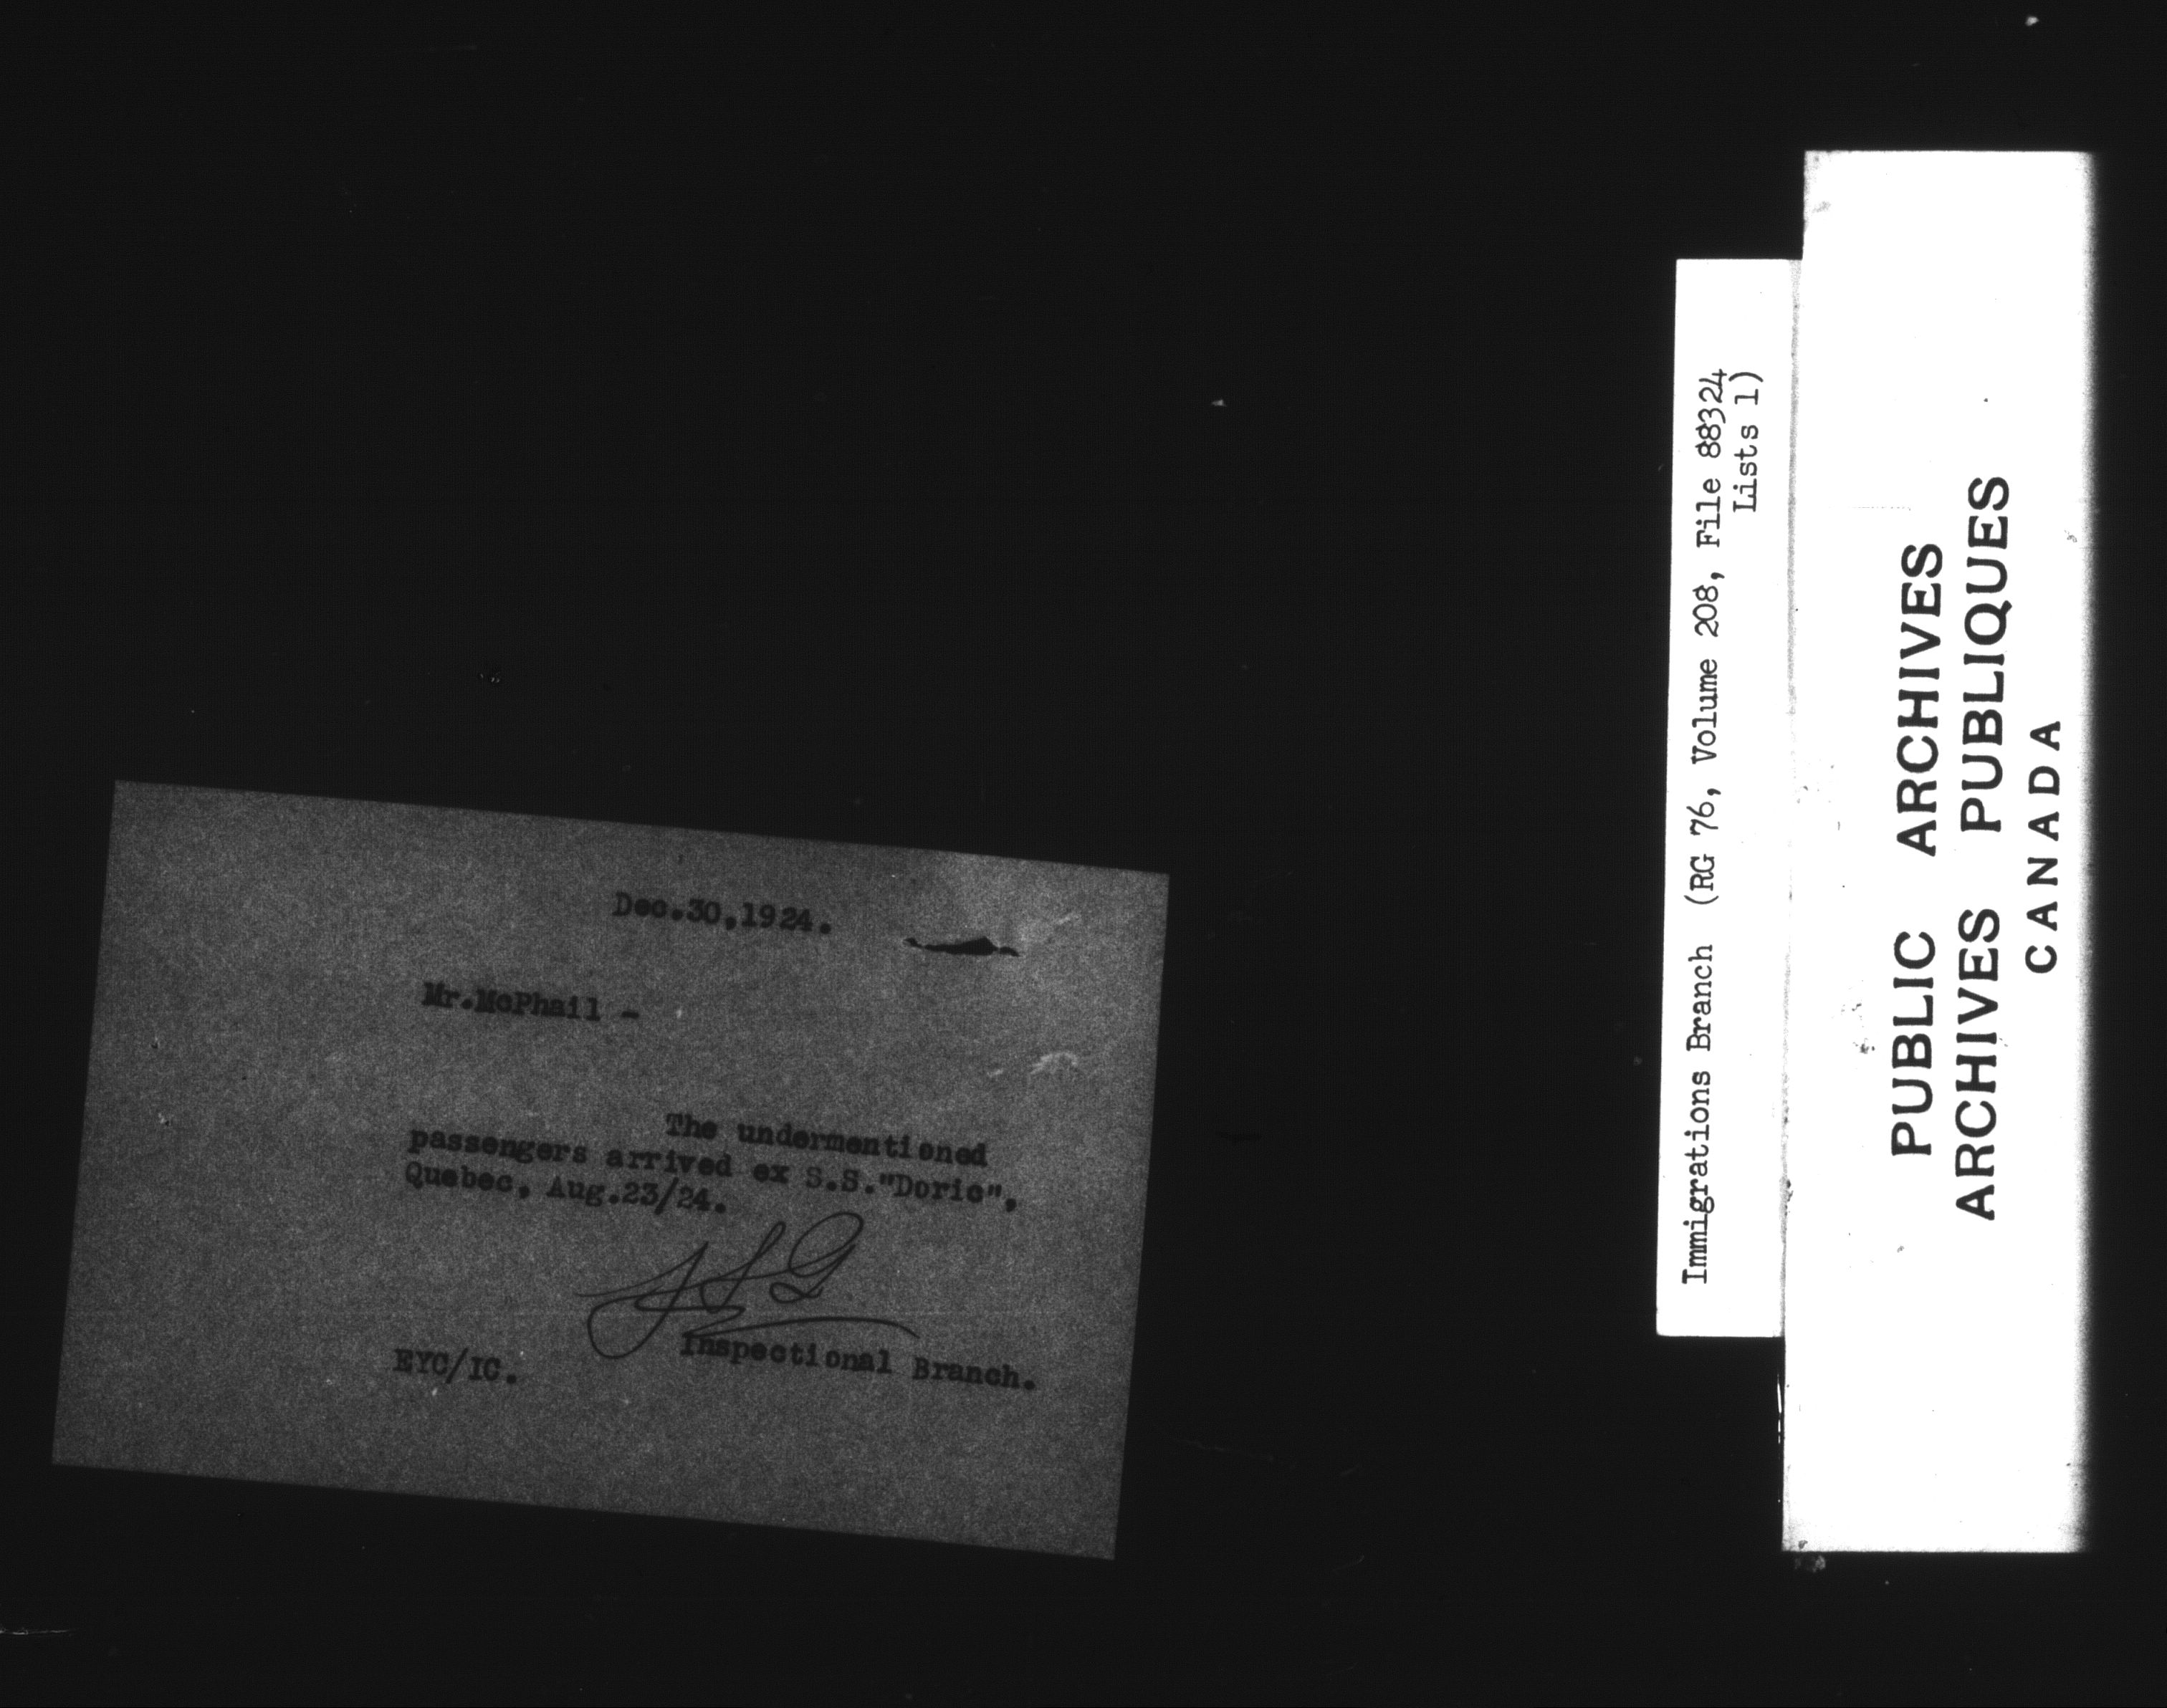 Dec.30,1924.
Mr.McPhail -
The undermentioned
passengers arrived ex S.S."Doric",
Quebec, Aug.23/24.
Inspectional Branch.
EYC/IC.
Immigrations Branch (RG 76, Volume 208, File 88324
Lists 1)
PUBLIC ARCHIVES
ARCHIVES PUBLIQUES
CANADA